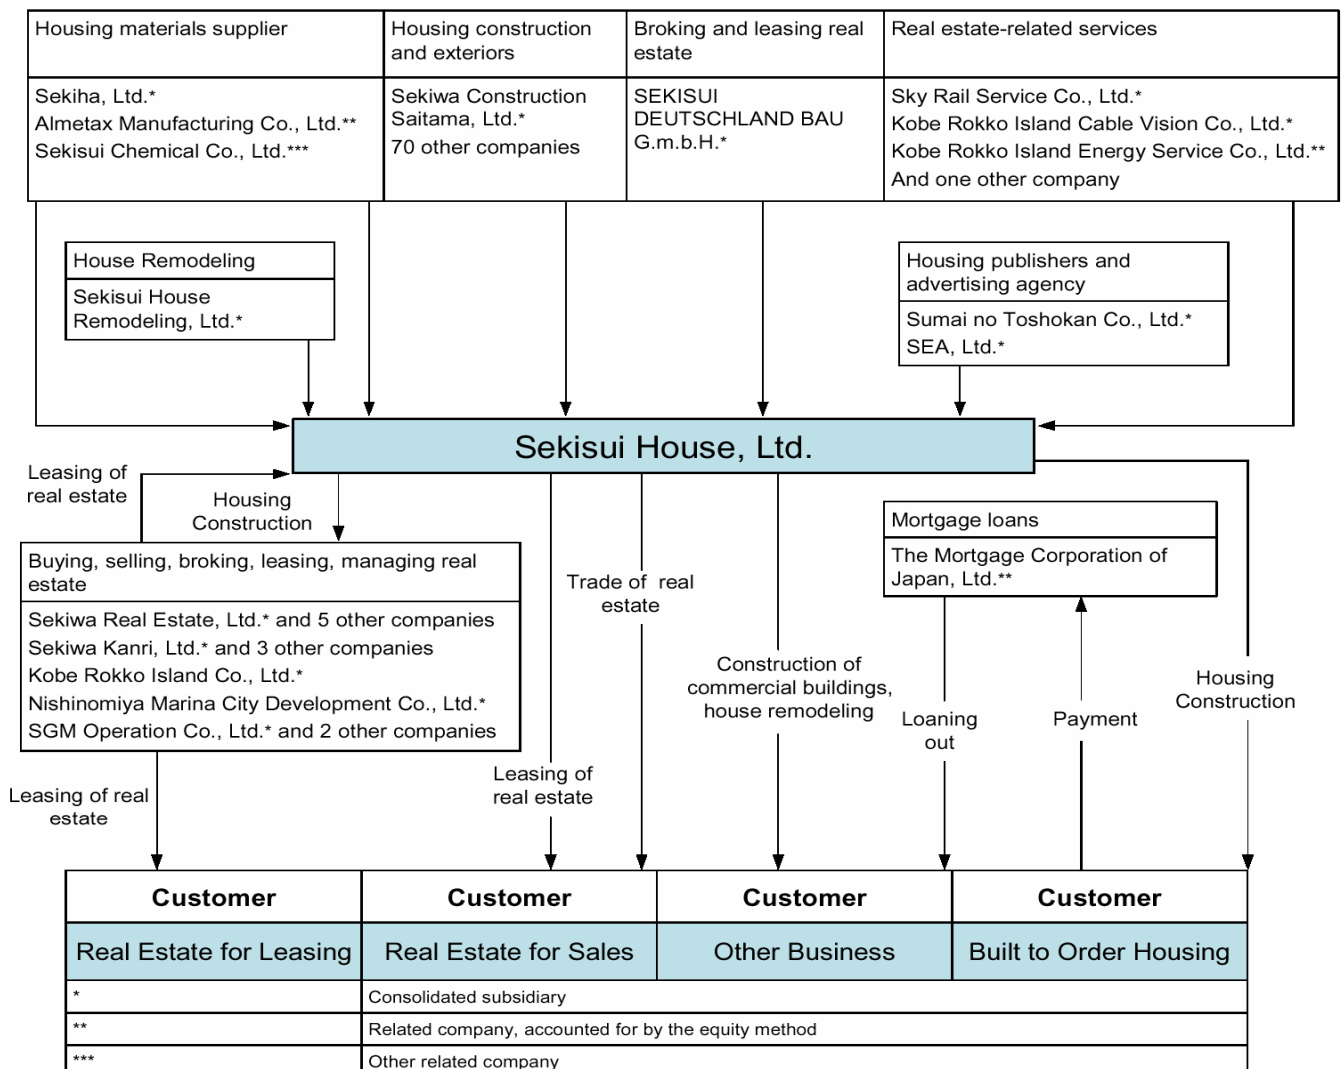 Housing materials supplier
Housing construction
and exteriors
Broking and leasing real
estate
Real estate-related services
Sekiha, Ltd.*
Almetax Manufacturing Co., Ltd.**
Sekisui Chemical Co., Ltd.***
Sekiwa Construction
Saitama, Ltd.*
70 other companies
SEKISUI
DEUTSCHLAND BAU
G.m.b.H.*
Sky Rail Service Co., Ltd.*
Kobe Rokko Island Cable Vision Co., Ltd.*
Kobe Rokko Island Energy Service Co., Ltd.**
And one other company
House Remodeling
Sekisui House
Remodeling, Ltd.*
Housing publishers and
advertising agency
Sumai no Toshokan Co., Ltd.*
SEA, Ltd.*
Sekisui House, Ltd.
Leasing of
real estate
Housing
Construction
Buying, selling, broking, leasing, managing real
estate
Sekiwa Real Estate, Ltd.* and 5 other companies
Sekiwa Kanri, Ltd.* and 3 other companies
Kobe Rokko Island Co., Ltd.*
Nishinomiya Marina City Development Co., Ltd.*
SGM Operation Co., Ltd.* and 2 other companies
Mortgage loans
The Mortgage Corporation of
Japan, Ltd.**
Trade of real
estate
Construction of
commercial buildings,
house remodeling
Loaning
out
Payment
Housing
Construction
Leasing of real
estate
Leasing of
real estate
Customer
Customer
Customer
Customer
Real Estate for Leasing
Real Estate for Sales
Other Business
Built to Order Housing
* Consolidated subsidiary
** Related company, accounted for by the equity method
*** Other related company